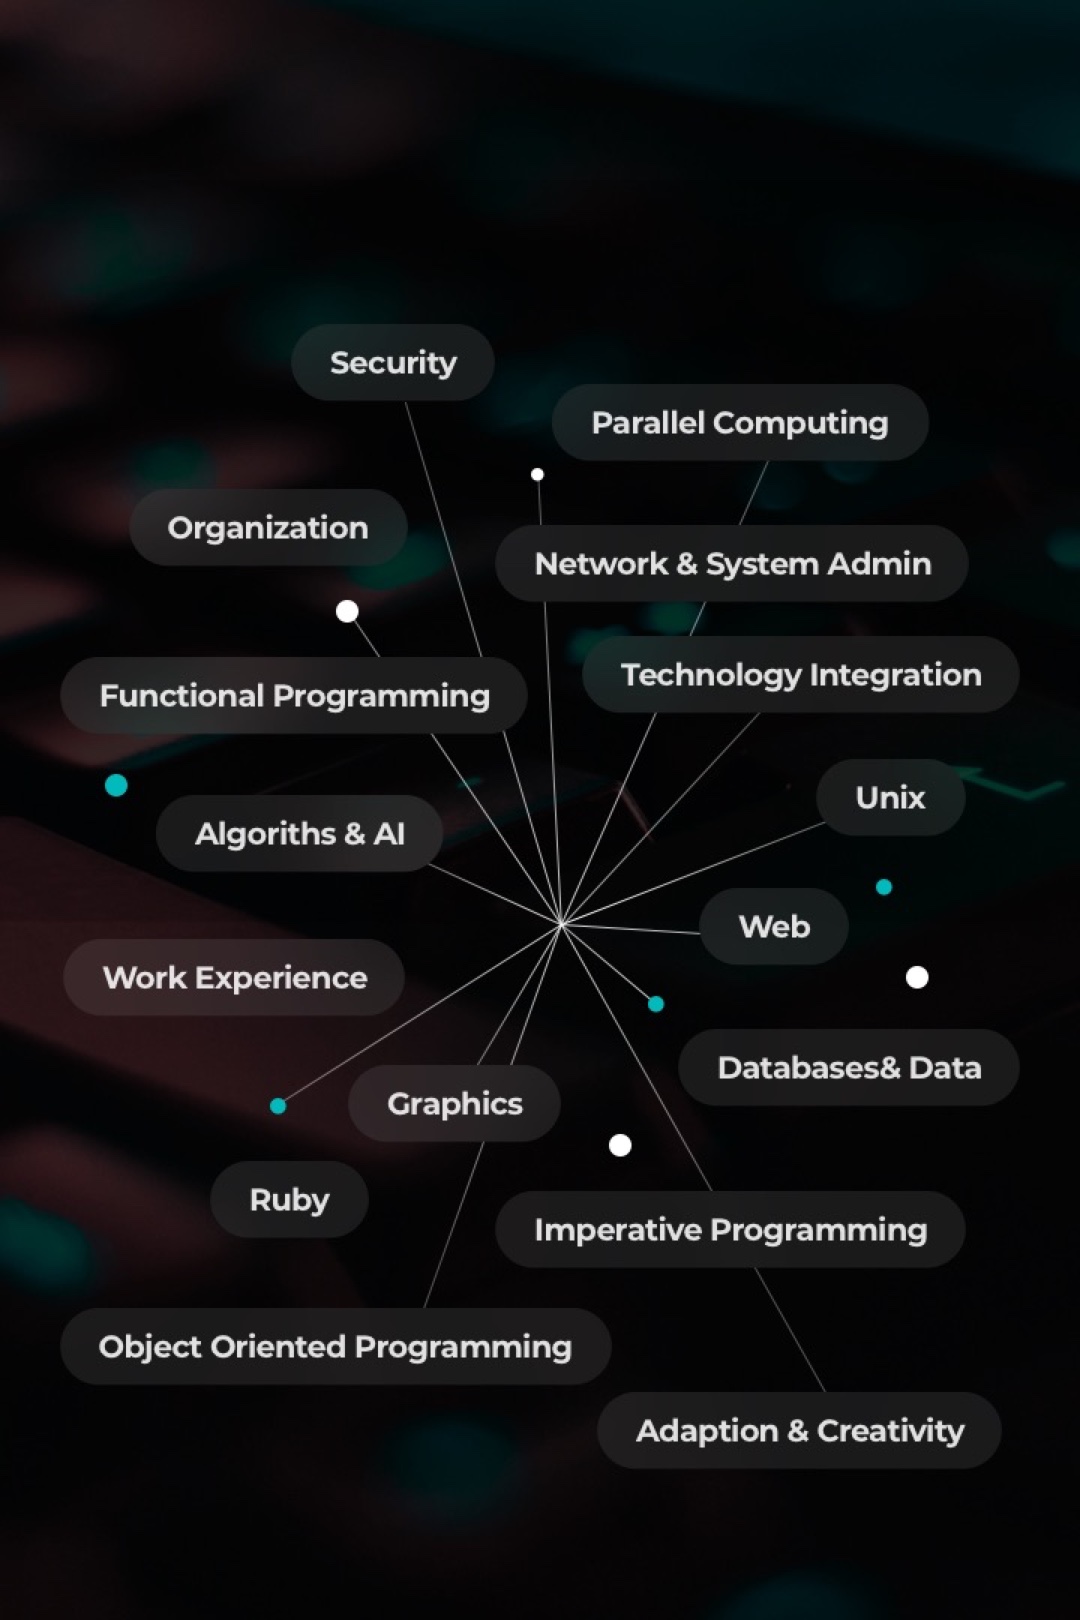 Security
Parallel Computing
Organization
Network & System Admin
Technology Integration
Functional Programming
Unix
Algoriths & AI
Web
Work Experience
Databases& Data
Graphics
Ruby
Imperative Programming
Object Oriented Programming
Adaption & Creativity